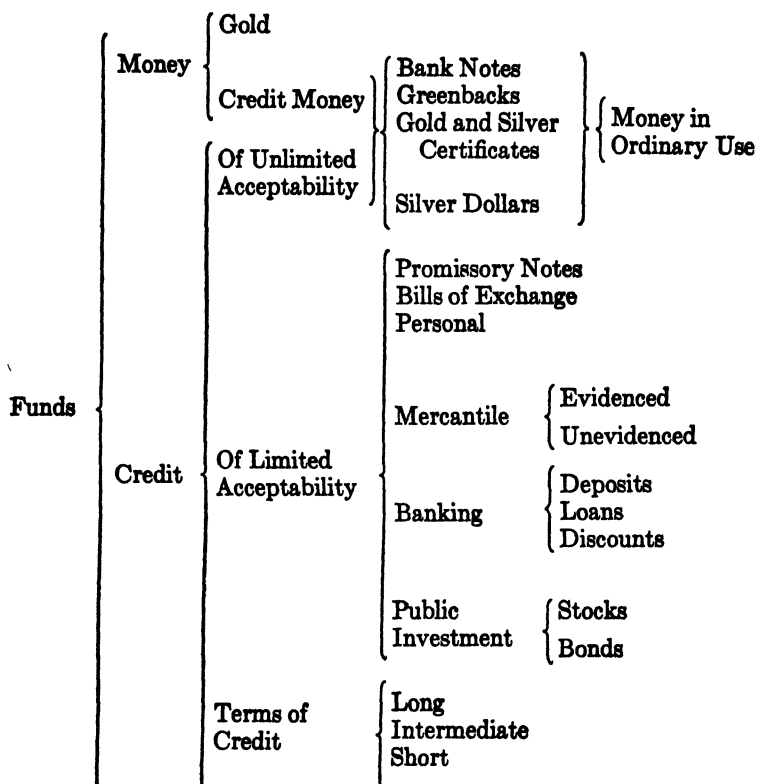 Gold
Money
Credit Money
Bank Notes
Greenbacks
Gold and Silver
Certificates
Silver Dollars
Money in
Ordinary Use
Of Unlimited
Acceptability
Promissory Notes
Bills of Exchange
Personal
Funds
Credit
Of Limited
Acceptability
Mercantile
Evidenced
Unevidenced
Banking
Deposits
Loans
Discounts
Public
Investment
Stocks
Bonds
Terms of
Credit
Long
Intermediate
Short